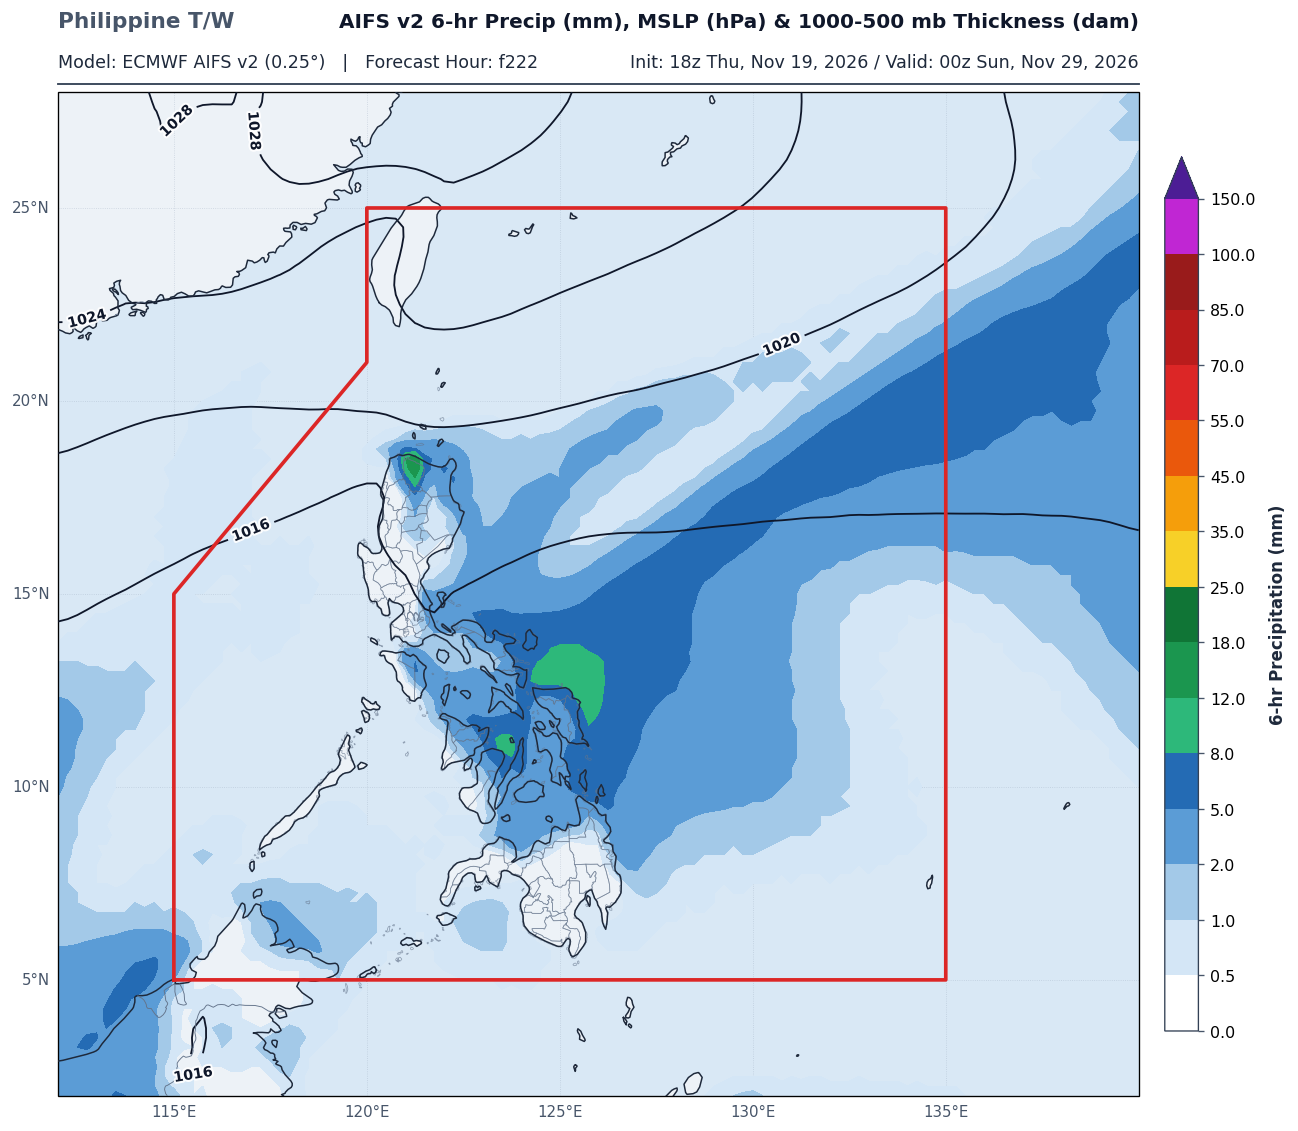 Philippine T/W
AIFS v2 6-hr Precip (mm), MSLP (hPa) & 1000-500 mb Thickness (dam)
Model: ECMWF AIFS v2 (0.25°)   |   Forecast Hour: f222
Init: 18z Thu, Nov 19, 2026 / Valid: 00z Sun, Nov 29, 2026
1028
1028
1024
1020
1016
1016
25°N
20°N
15°N
10°N
5°N
115°E
120°E
125°E
130°E
135°E
150.0
100.0
85.0
70.0
55.0
45.0
35.0
25.0
18.0
12.0
8.0
5.0
2.0
1.0
0.5
0.0
6-hr Precipitation (mm)